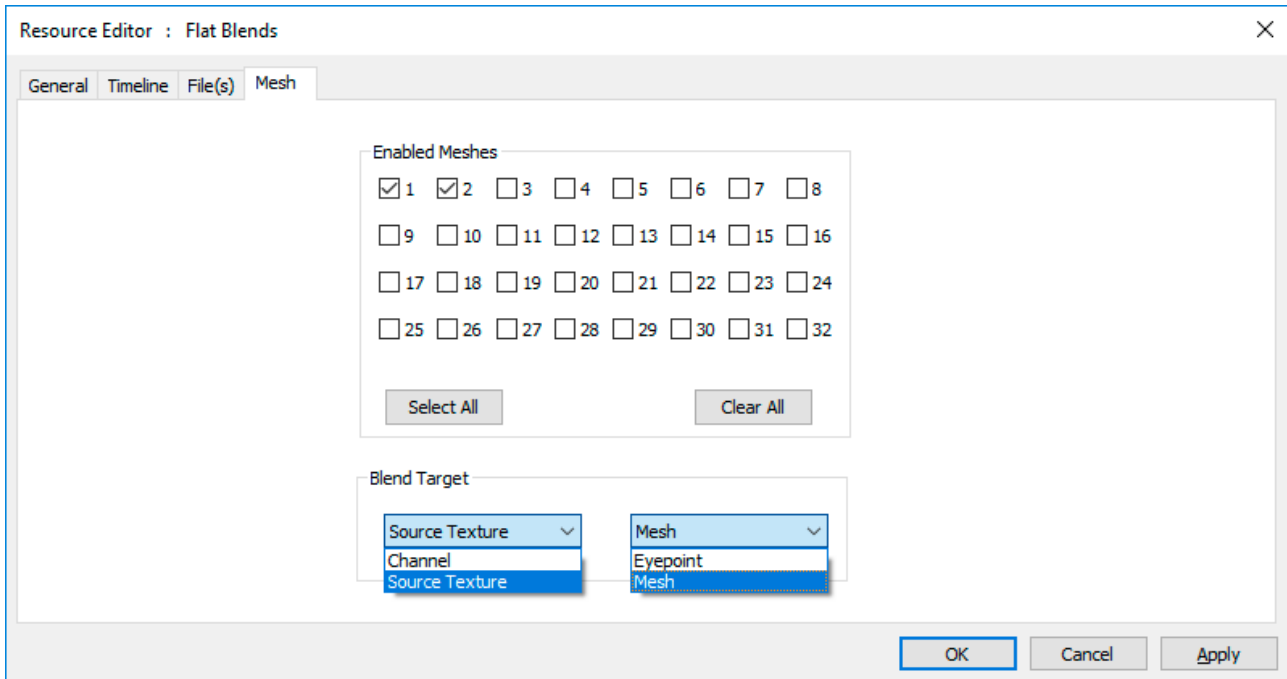 Resource Editor : Flat Blends
General Timeline File(s) Mesh
Enabled Meshes
1 2 3 4 5 6 7 8
9 10 11 12 13 14 15 16
17 18 19 20 21 22 23 24
25 26 27 28 29 30 31 32
Select All Clear All
Blend Target
Source Texture Mesh
Channel Eyepoint
Source Texture Mesh
OK Cancel Apply